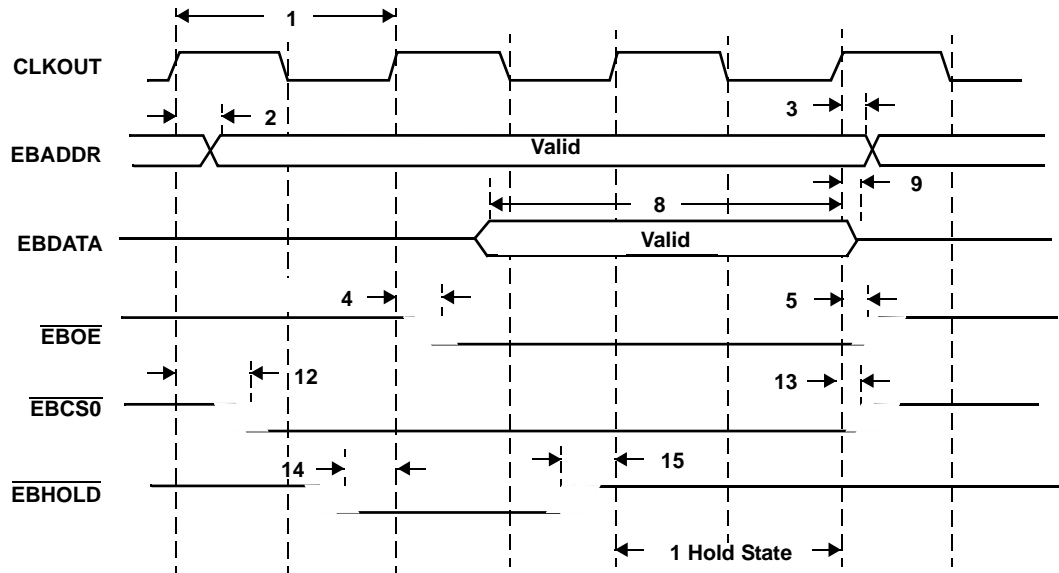 1
CLKOUT
2
3
EBADDR
Valid
9
8
EBDATA
Valid
4
5
EBOE
12
13
EBCS0
14
15
EBHOLD
1 Hold State